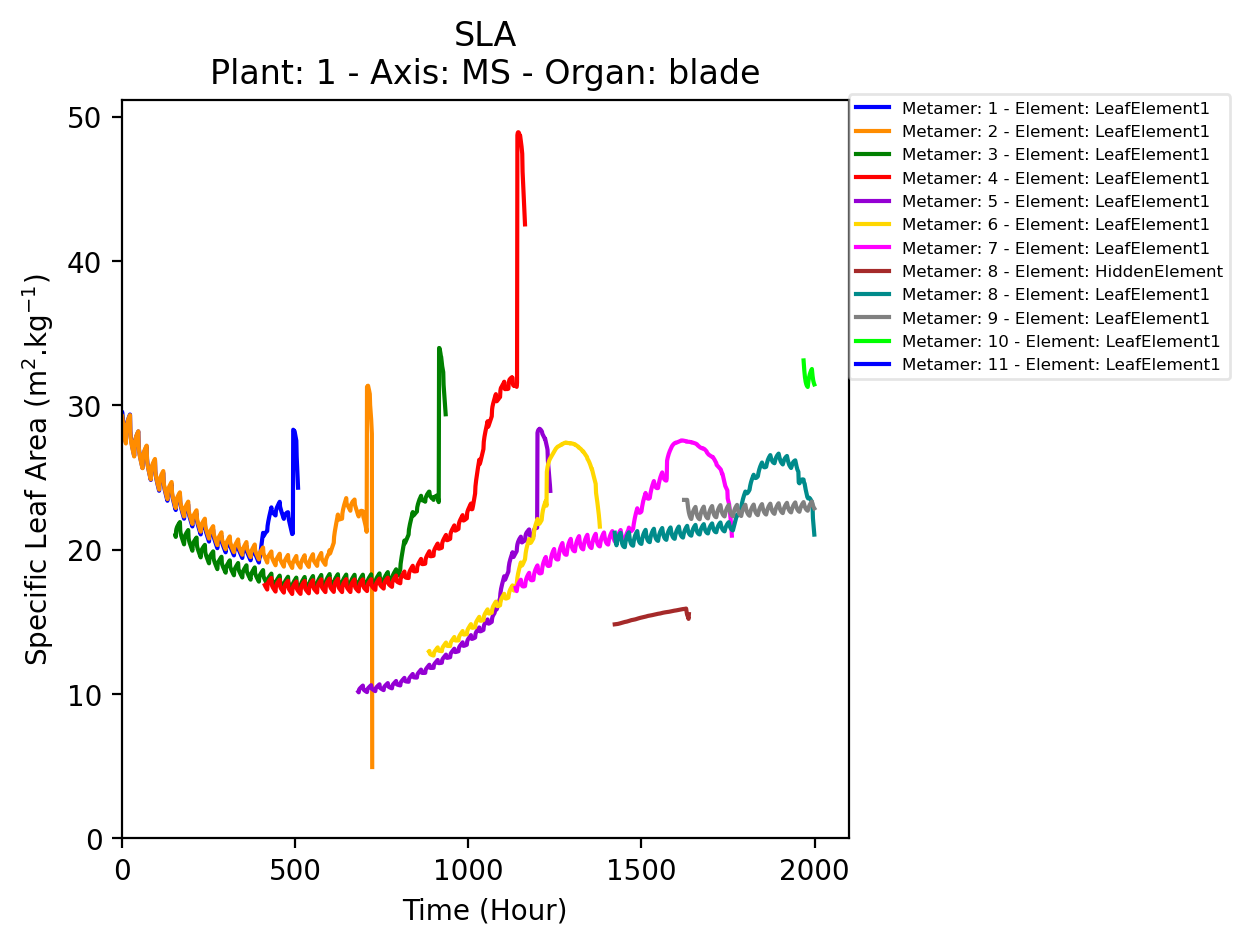 SLA
Plant: 1 - Axis: MS - Organ: blade
50
40
30
20
10
0
Specific Leaf Area (m².kg⁻¹)
0 500 1000 1500 2000
Time (Hour)
Metamer: 1 - Element: LeafElement1
Metamer: 2 - Element: LeafElement1
Metamer: 3 - Element: LeafElement1
Metamer: 4 - Element: LeafElement1
Metamer: 5 - Element: LeafElement1
Metamer: 6 - Element: LeafElement1
Metamer: 7 - Element: LeafElement1
Metamer: 8 - Element: HiddenElement
Metamer: 8 - Element: LeafElement1
Metamer: 9 - Element: LeafElement1
Metamer: 10 - Element: LeafElement1
Metamer: 11 - Element: LeafElement1